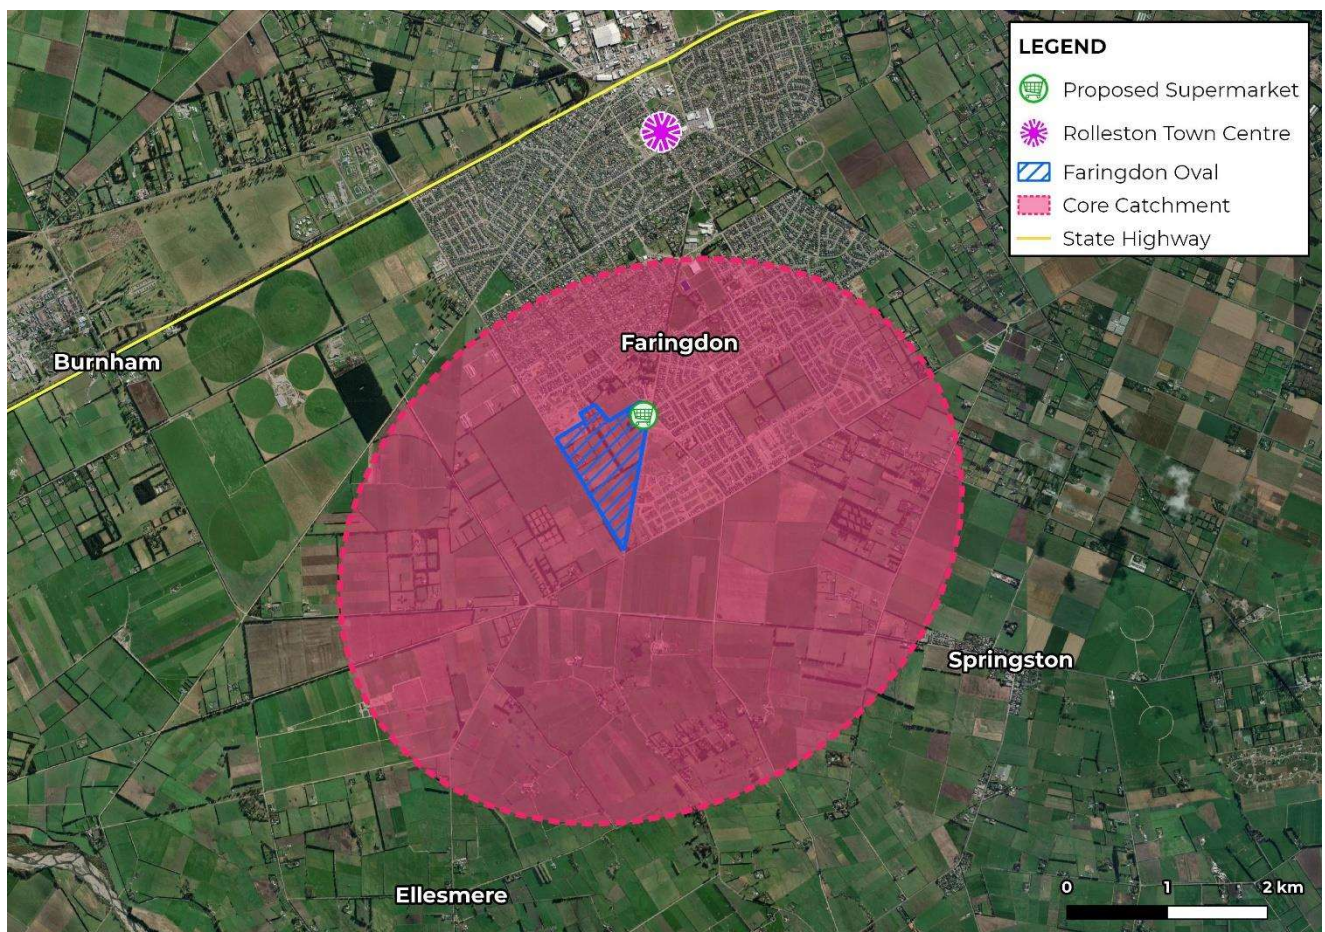 LEGEND
Proposed Supermarket
Rolleston Town Centre
Faringdon Oval
Core Catchment
State Highway
Faringdon
Burnham
Springston
Ellesmere
0 1 2 km